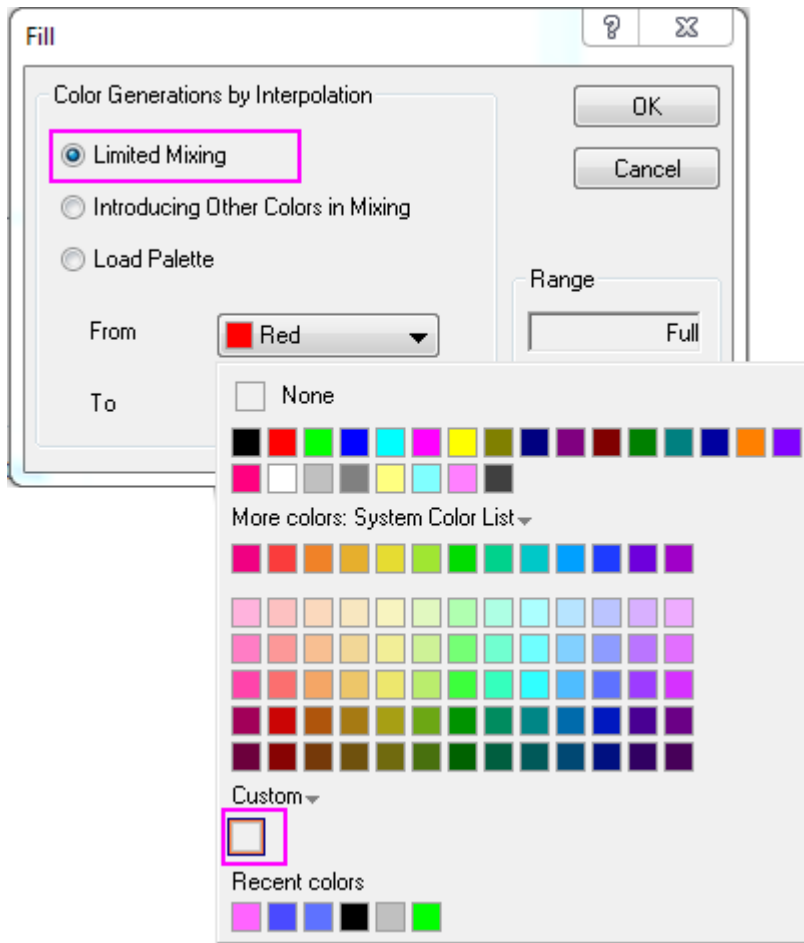 Fill
Color Generations by Interpolation
OK
Limited Mixing
Cancel
Introducing Other Colors in Mixing
Load Palette
Range
From
Red
Full
To
None
More colors: System Color List
Custom
Recent colors